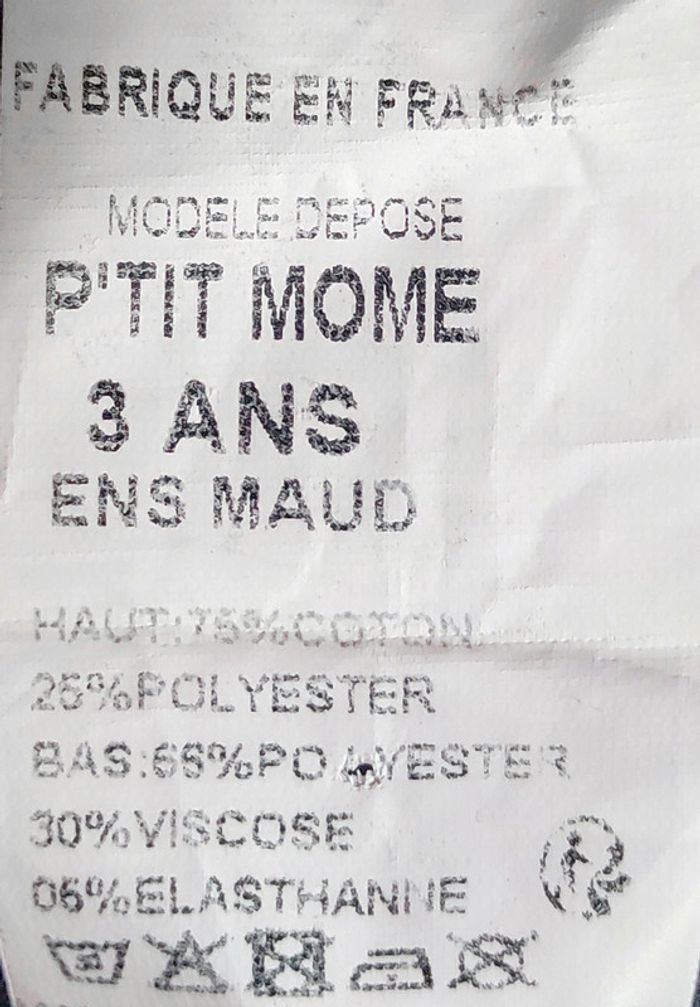 FABRIQUE EN FRANCE
MODELE DEPOSE
P'TIT MOME
3 ANS
ENS MAUD
HAUT:75%COTON
25%POLYESTER
BAS:65%POLYESTER
30%VISCOSE
05%ELASTHANNE